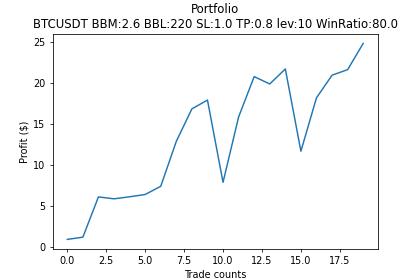 Portfolio
BTCUSDT BBM:2.6 BBL:220 SL:1.0 TP:0.8 lev:10 WinRatio:80.0
25
20
15
10
5
0
Profit ($)
0.0 2.5 5.0 7.5 10.0 12.5 15.0 17.5
Trade counts